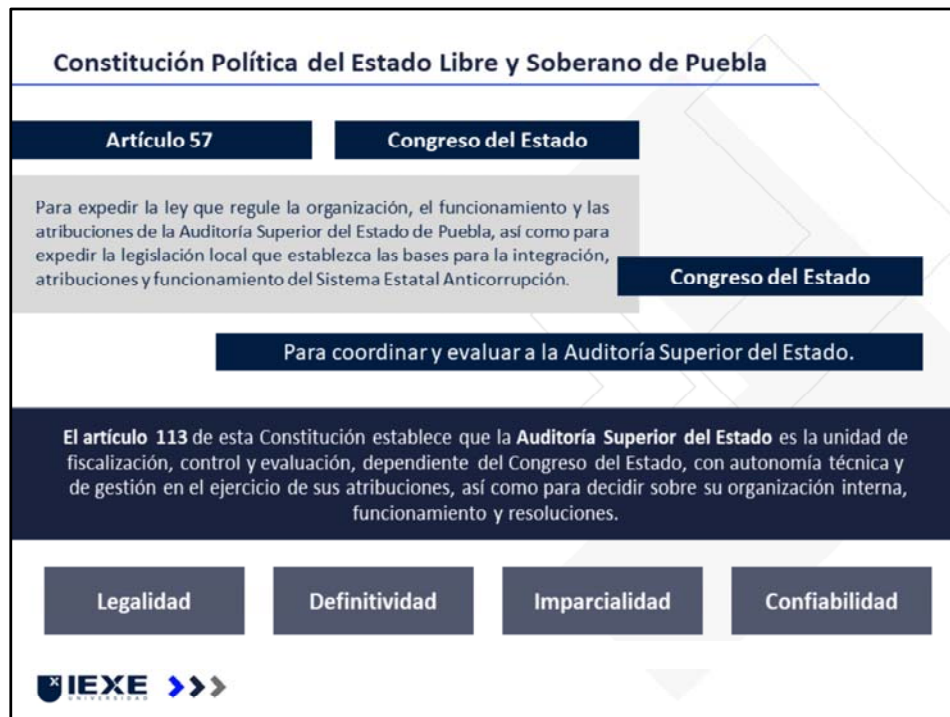 Constitución Política del Estado Libre y Soberano de Puebla
Artículo 57
Congreso del Estado
Para expedir la ley que regule la organización, el funcionamiento y las
atribuciones de la Auditoría Superior del Estado de Puebla, así como para
expedir la legislación local que establezca las bases para la integración,
atribuciones y funcionamiento del Sistema Estatal Anticorrupción.
Congreso del Estado
Para coordinar y evaluar a la Auditoría Superior del Estado.
El artículo 113 de esta Constitución establece que la Auditoría Superior del Estado es la unidad de
fiscalización, control y evaluación, dependiente del Congreso del Estado, con autonomía técnica y
de gestión en el ejercicio de sus atribuciones, así como para decidir sobre su organización interna,
funcionamiento y resoluciones.
Legalidad
Definitividad
Imparcialidad
Confiabilidad
IEXE
UNIVERSIDAD